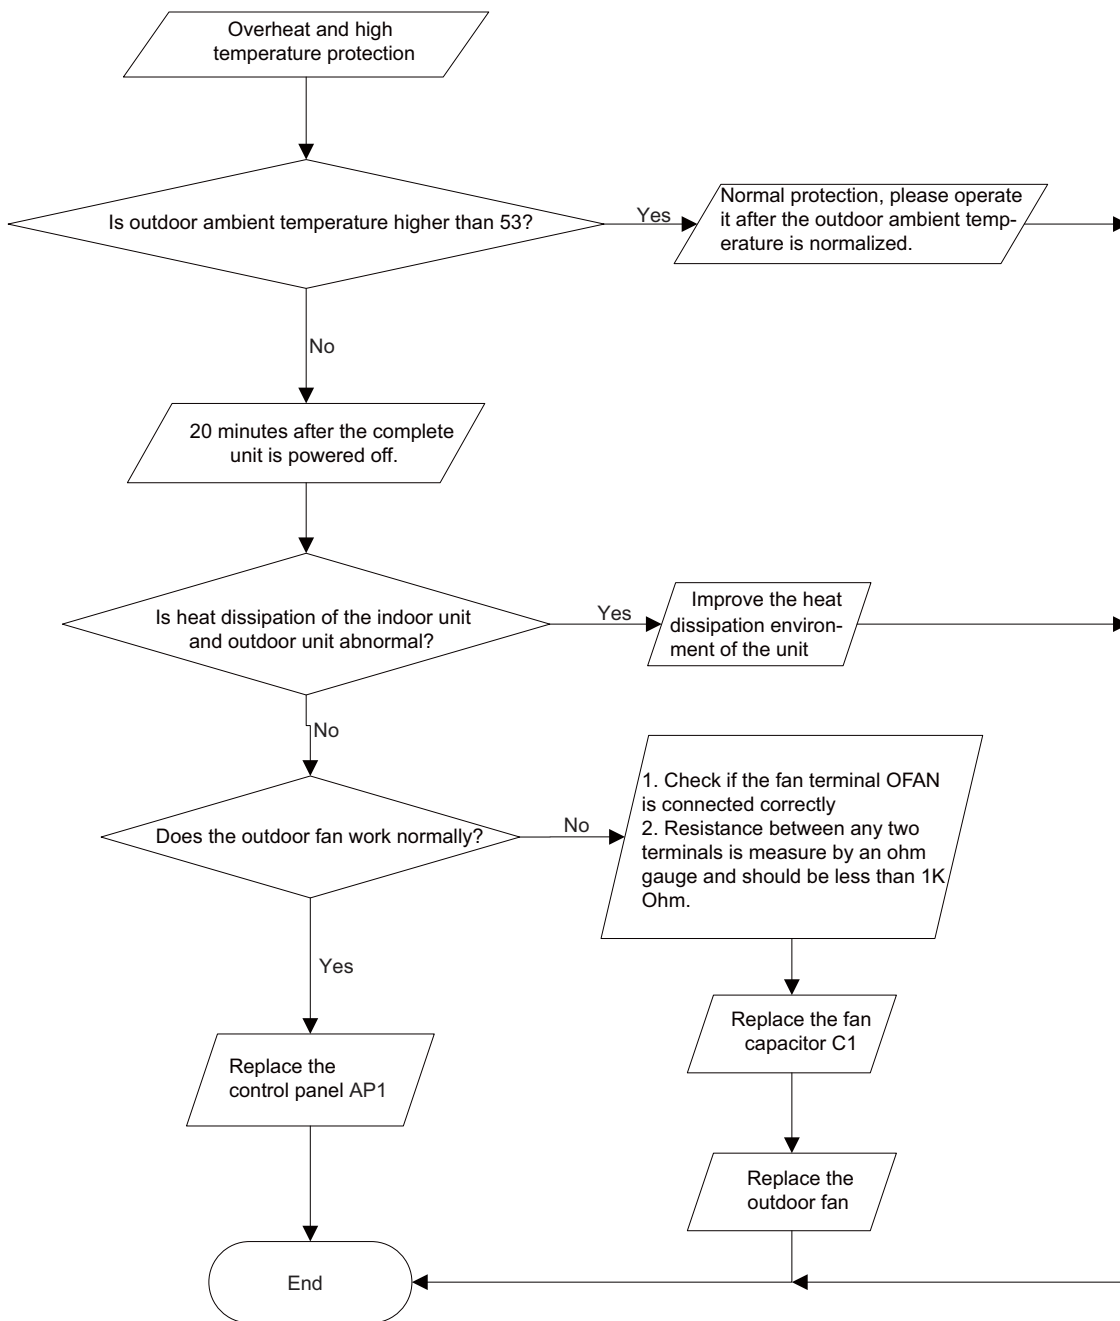 Overheat and high
temperature protection
Is outdoor ambient temperature higher than 53?
Yes
Normal protection, please operate
it after the outdoor ambient temp-
erature is normalized.
No
20 minutes after the complete
unit is powered off.
Is heat dissipation of the indoor unit
and outdoor unit abnormal?
Yes
Improve the heat
dissipation environ-
ment of the unit
No
Does the outdoor fan work normally?
No
1. Check if the fan terminal OFAN
is connected correctly
2. Resistance between any two
terminals is measure by an ohm
gauge and should be less than 1K
Ohm.
Yes
Replace the fan
capacitor C1
Replace the
control panel AP1
Replace the
outdoor fan
End